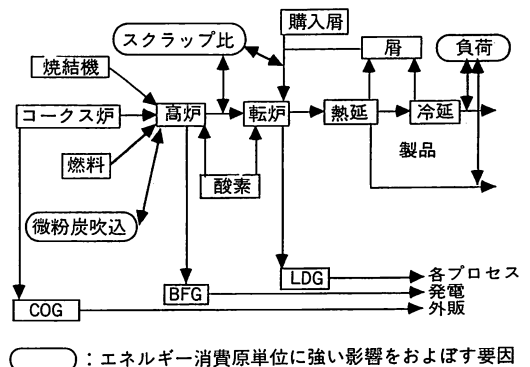 スクラップ比
購入屑
屑
負荷
焼結機
コークス炉
高炉
転炉
熱延
冷延
製品
燃料
酸素
微粉炭吹込
LDG
各プロセス
BFG
発電
COG
外販
：エネルギー消費原単位に強い影響をおよぼす要因